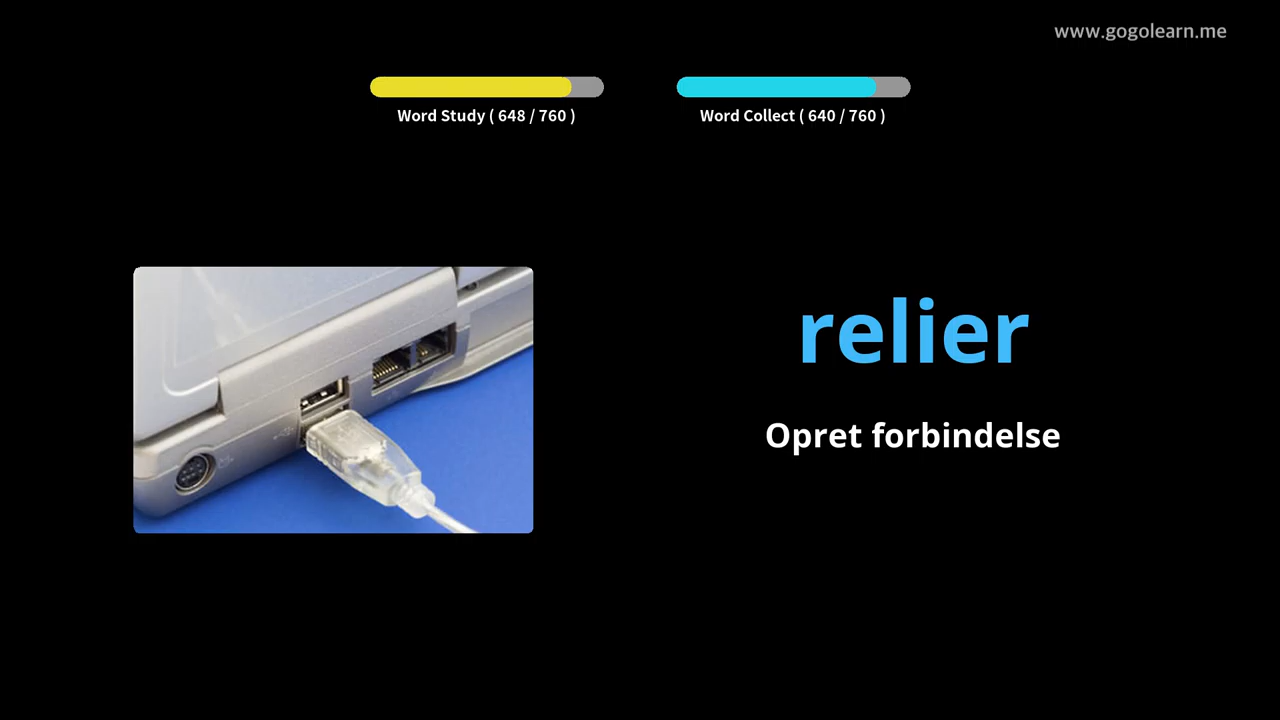 www.gogolearn.me
Word Study ( 648 / 760 )
Word Collect ( 640 / 760 )
relier
Opret forbindelse